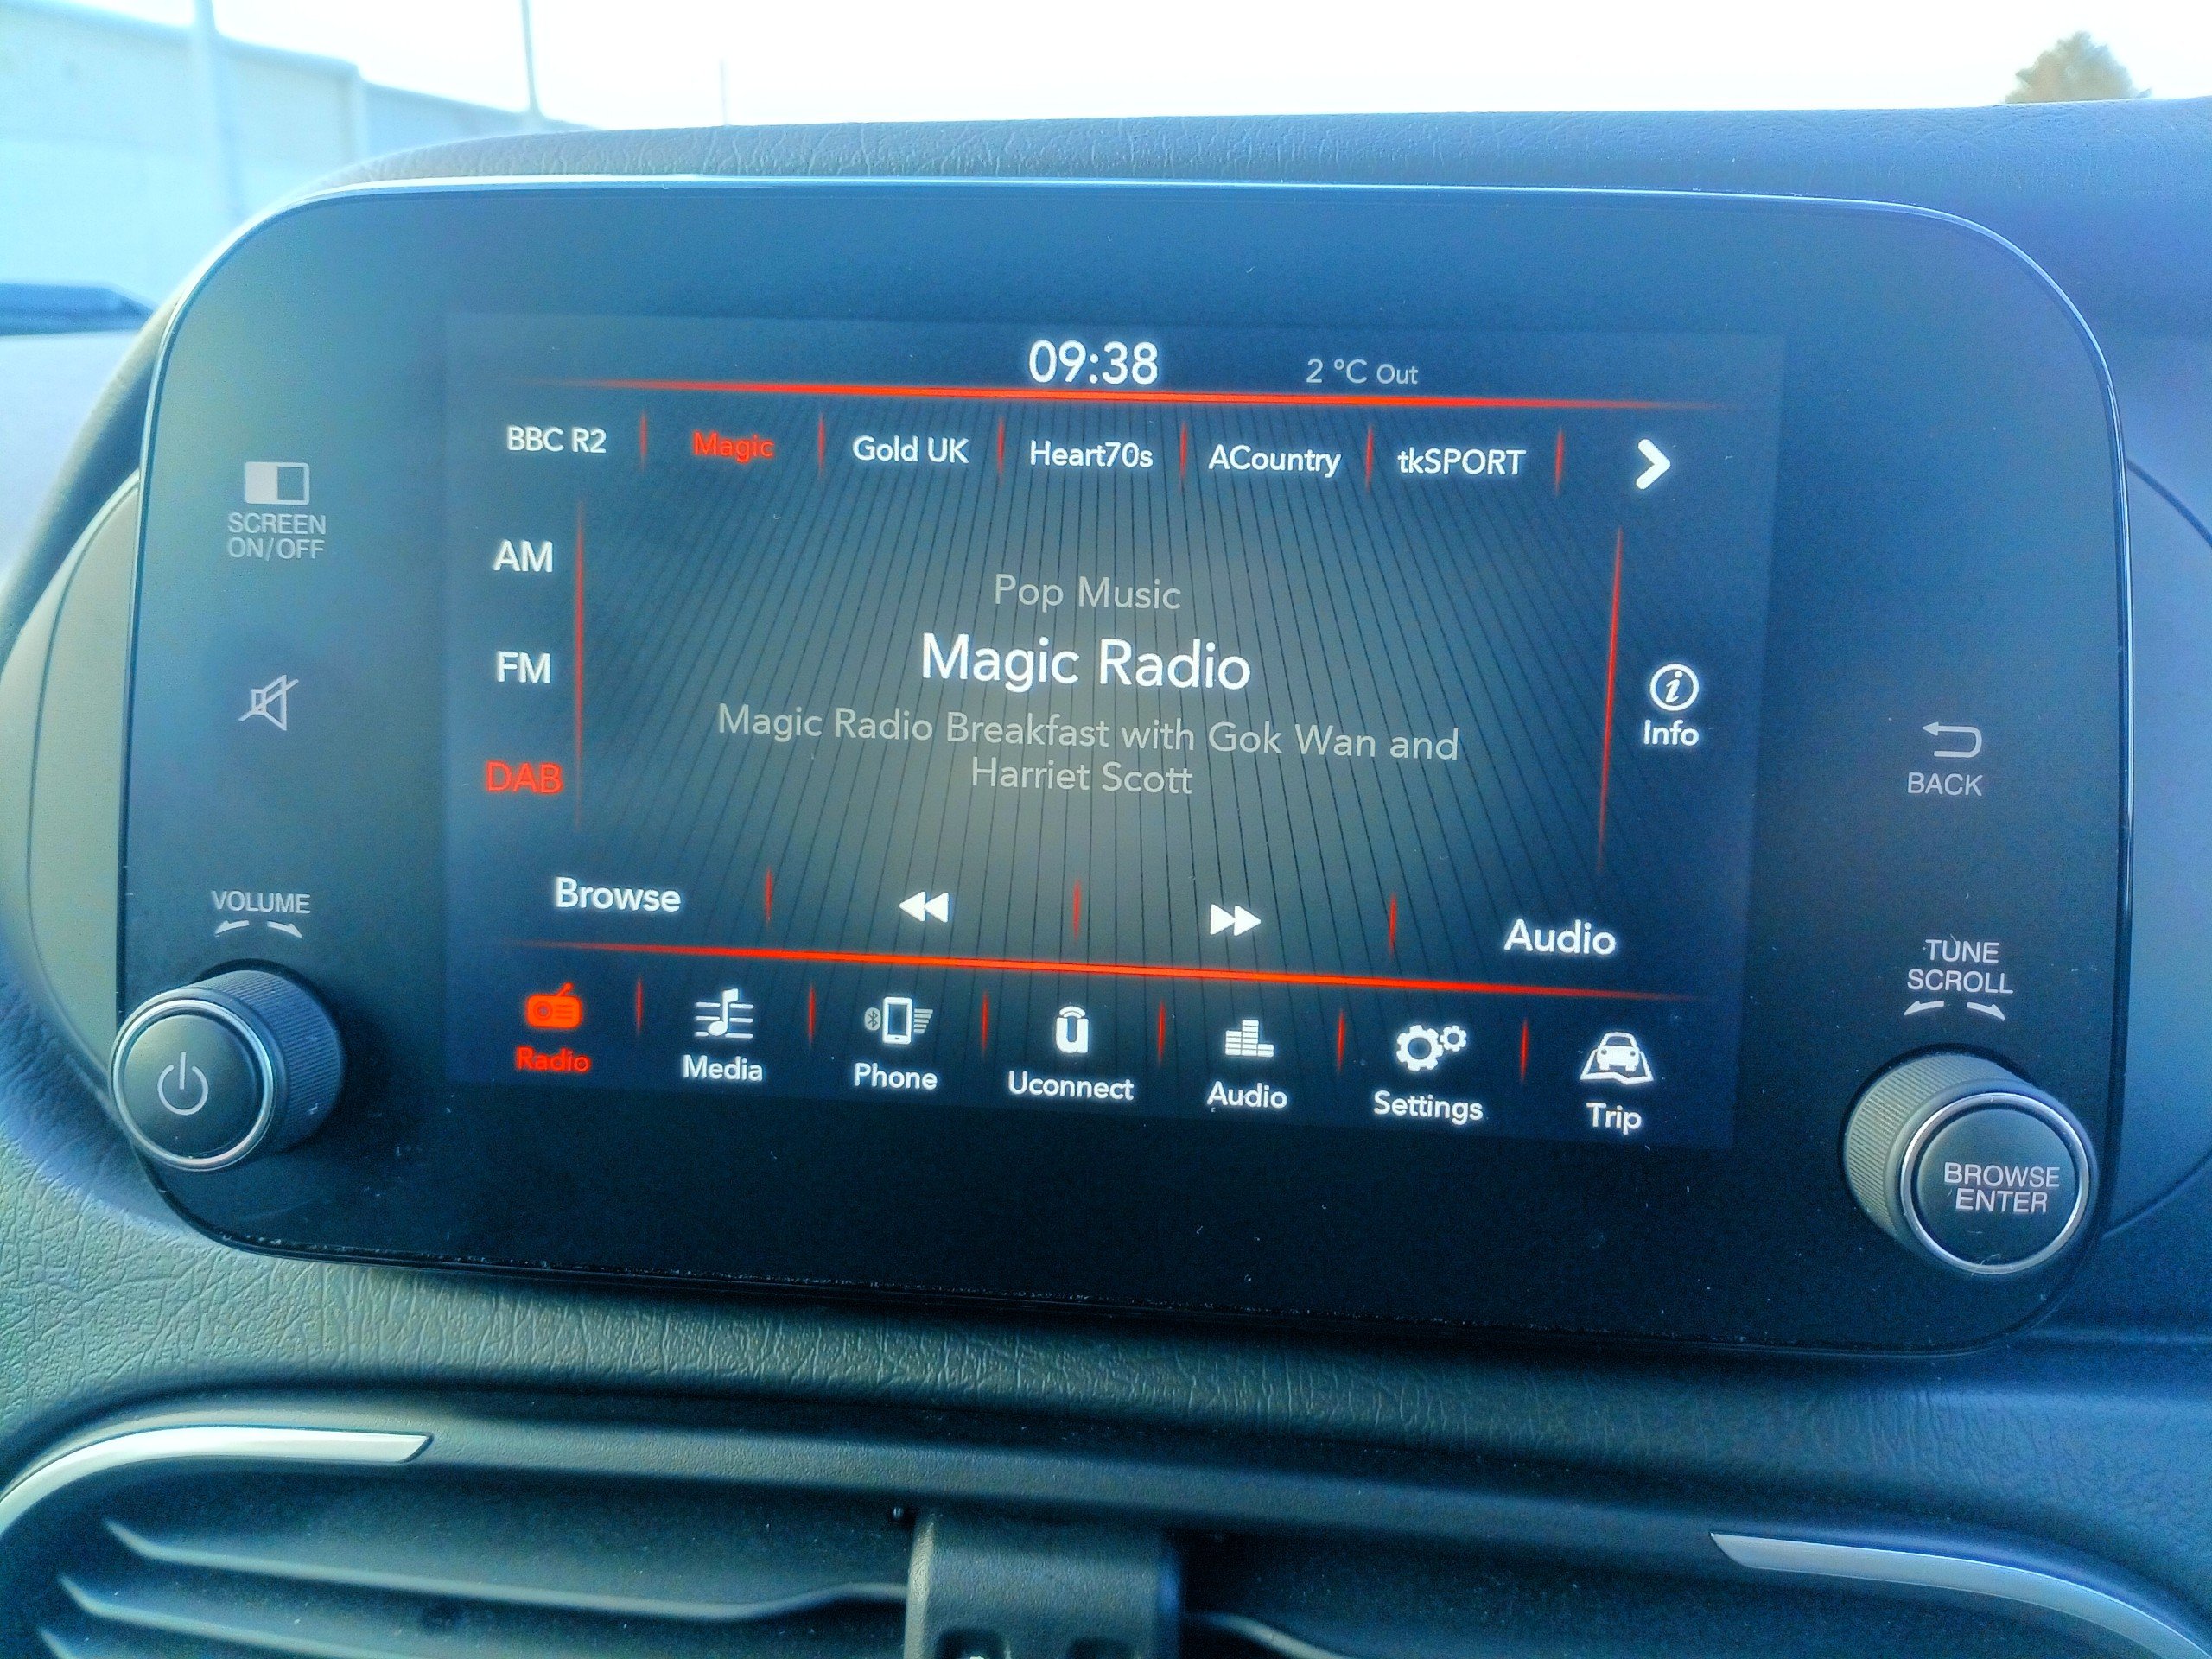 09:38
2 °C Out
BBC R2
Magic
Gold UK
Heart70s
ACountry
tkSPORT
SCREEN
ON/OFF
AM
FM
DAB
Pop Music
Magic Radio
Magic Radio Breakfast with Gok Wan and
Harriet Scott
Info
BACK
VOLUME
Browse
Audio
TUNE
SCROLL
Radio
Media
Phone
Uconnect
Audio
Settings
Trip
BROWSE
ENTER